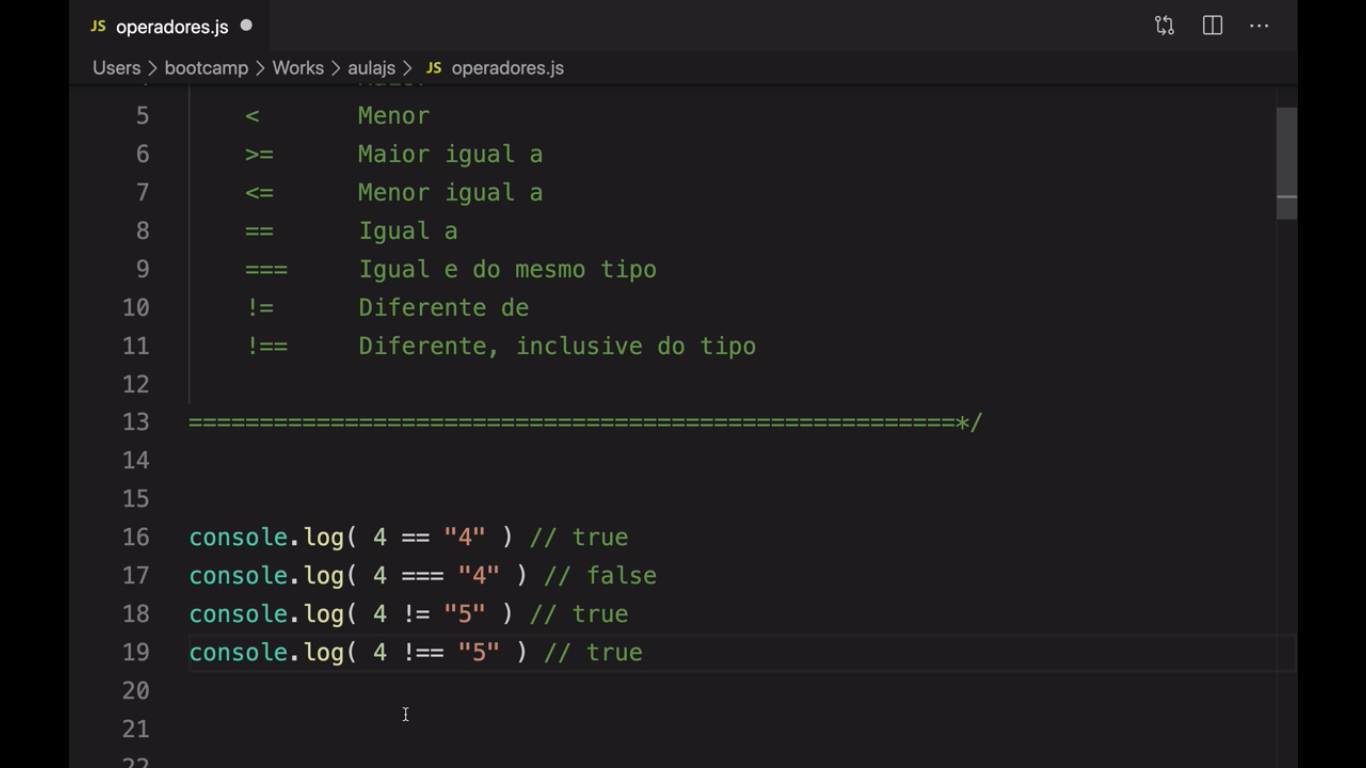 JS operadores.js
Users > bootcamp > Works > aulajs > JS operadores.js
5 < Menor
6 >= Maior igual a
7 <= Menor igual a
8 == Igual a
9 === Igual e do mesmo tipo
10 != Diferente de
11 !== Diferente, inclusive do tipo
12
13 ======================================================*/
14
15
16 console.log( 4 == "4" ) // true
17 console.log( 4 === "4" ) // false
18 console.log( 4 != "5" ) // true
19 console.log( 4 !== "5" ) // true
20
21
22